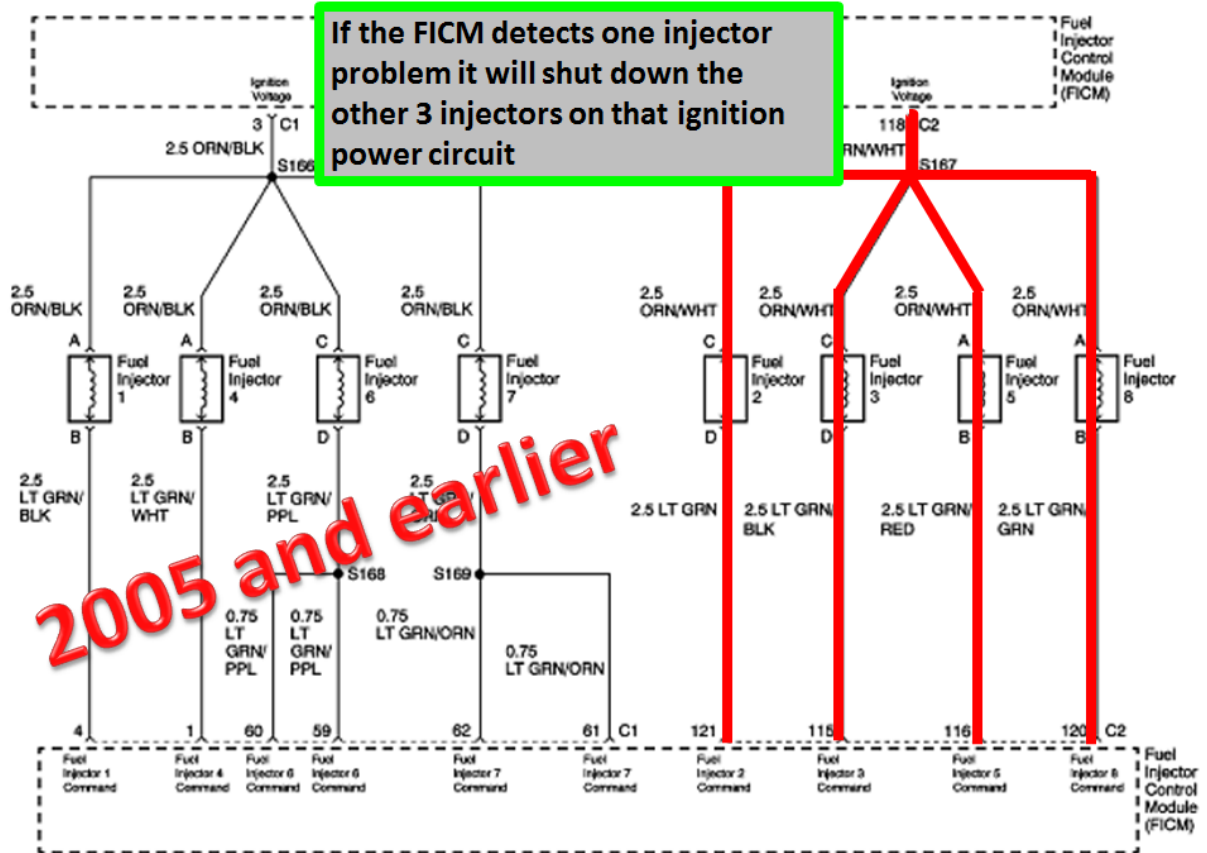 If the FICM detects one injector
problem it will shut down the
other 3 injectors on that ignition
power circuit
Fuel
Injector
Control
Module
(FICM)
Ignition
Voltage
Ignition
Voltage
3 C1
118 C2
2.5 ORN/BLK
RN/WHT
S166
S167
2.5
ORN/BLK
2.5
ORN/BLK
2.5
ORN/BLK
2.5
ORN/BLK
2.5
ORN/WHT
2.5
ORN/WHT
2.5
ORN/WHT
2.5
ORN/WHT
A
A
C
C
C
C
A
A
Fuel
Injector
1
Fuel
Injector
4
Fuel
Injector
6
Fuel
Injector
7
Fuel
Injector
2
Fuel
Injector
3
Fuel
Injector
5
Fuel
Injector
8
B
B
D
D
D
D
B
B
2.5
LT GRN/
BLK
2.5
LT GRN/
WHT
2.5
LT GRN/
PPL
2.5
2.5 LT GRN
2.5 LT GRN/
BLK
2.5 LT GRN/
RED
2.5 LT GRN/
GRN
2005 and earlier
S168
S169
0.75
LT
GRN/
PPL
0.75
LT
GRN/
PPL
0.75
LT GRN/ORN
0.75
LT GRN/ORN
4
1
60
59
62
61 C1
121
115
116
120 C2
Fuel
Injector 1
Command
Fuel
Injector 4
Command
Fuel
Injector 6
Command
Fuel
Injector 6
Command
Fuel
Injector 7
Command
Fuel
Injector 7
Command
Fuel
Injector 2
Command
Fuel
Injector 3
Command
Fuel
Injector 5
Command
Fuel
Injector 8
Command
Fuel
Injector
Control
Module
(FICM)